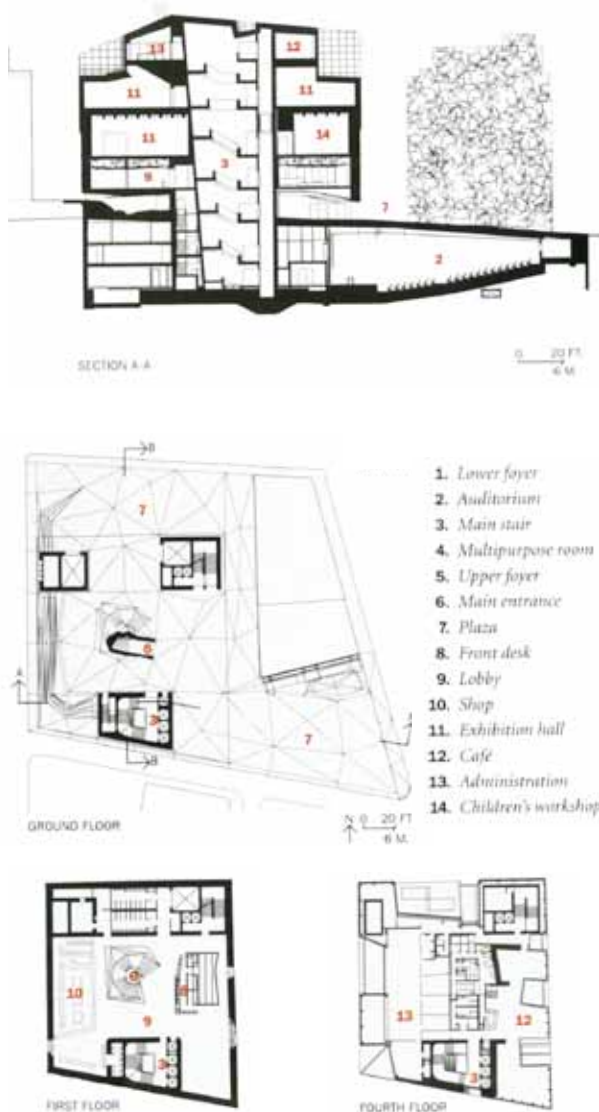 13
12
11
11
11
14
9
3
7
2
SECTION A-A
0 20 FT.
6 M.
B
7
6
A
3
7
B
GROUND FLOOR
N 0 20 FT
6 M.
1. Lower foyer
2. Auditorium
3. Main stair
4. Multipurpose room
5. Upper foyer
6. Main entrance
7. Plaza
8. Front desk
9. Lobby
10. Shop
11. Exhibition hall
12. Café
13. Administration
14. Children's workshop
10
9
3
FIRST FLOOR
13
12
3
FOURTH FLOOR